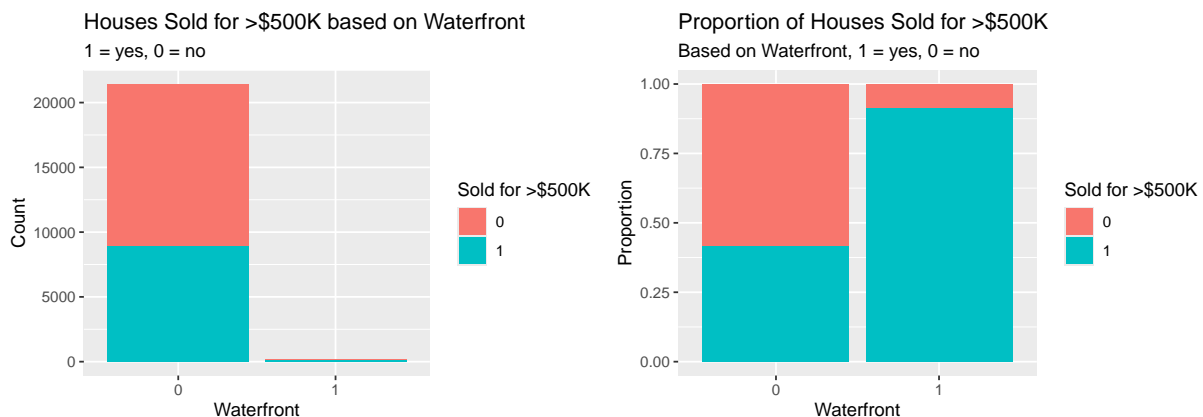 Houses Sold for >$500K based on Waterfront
1 = yes, 0 = no
20000
15000
10000
5000
0
Count
0
1
Waterfront
Sold for >$500K
0
1
Proportion of Houses Sold for >$500K
Based on Waterfront, 1 = yes, 0 = no
1.00
0.75
0.50
0.25
0.00
Proportion
0
1
Waterfront
Sold for >$500K
0
1